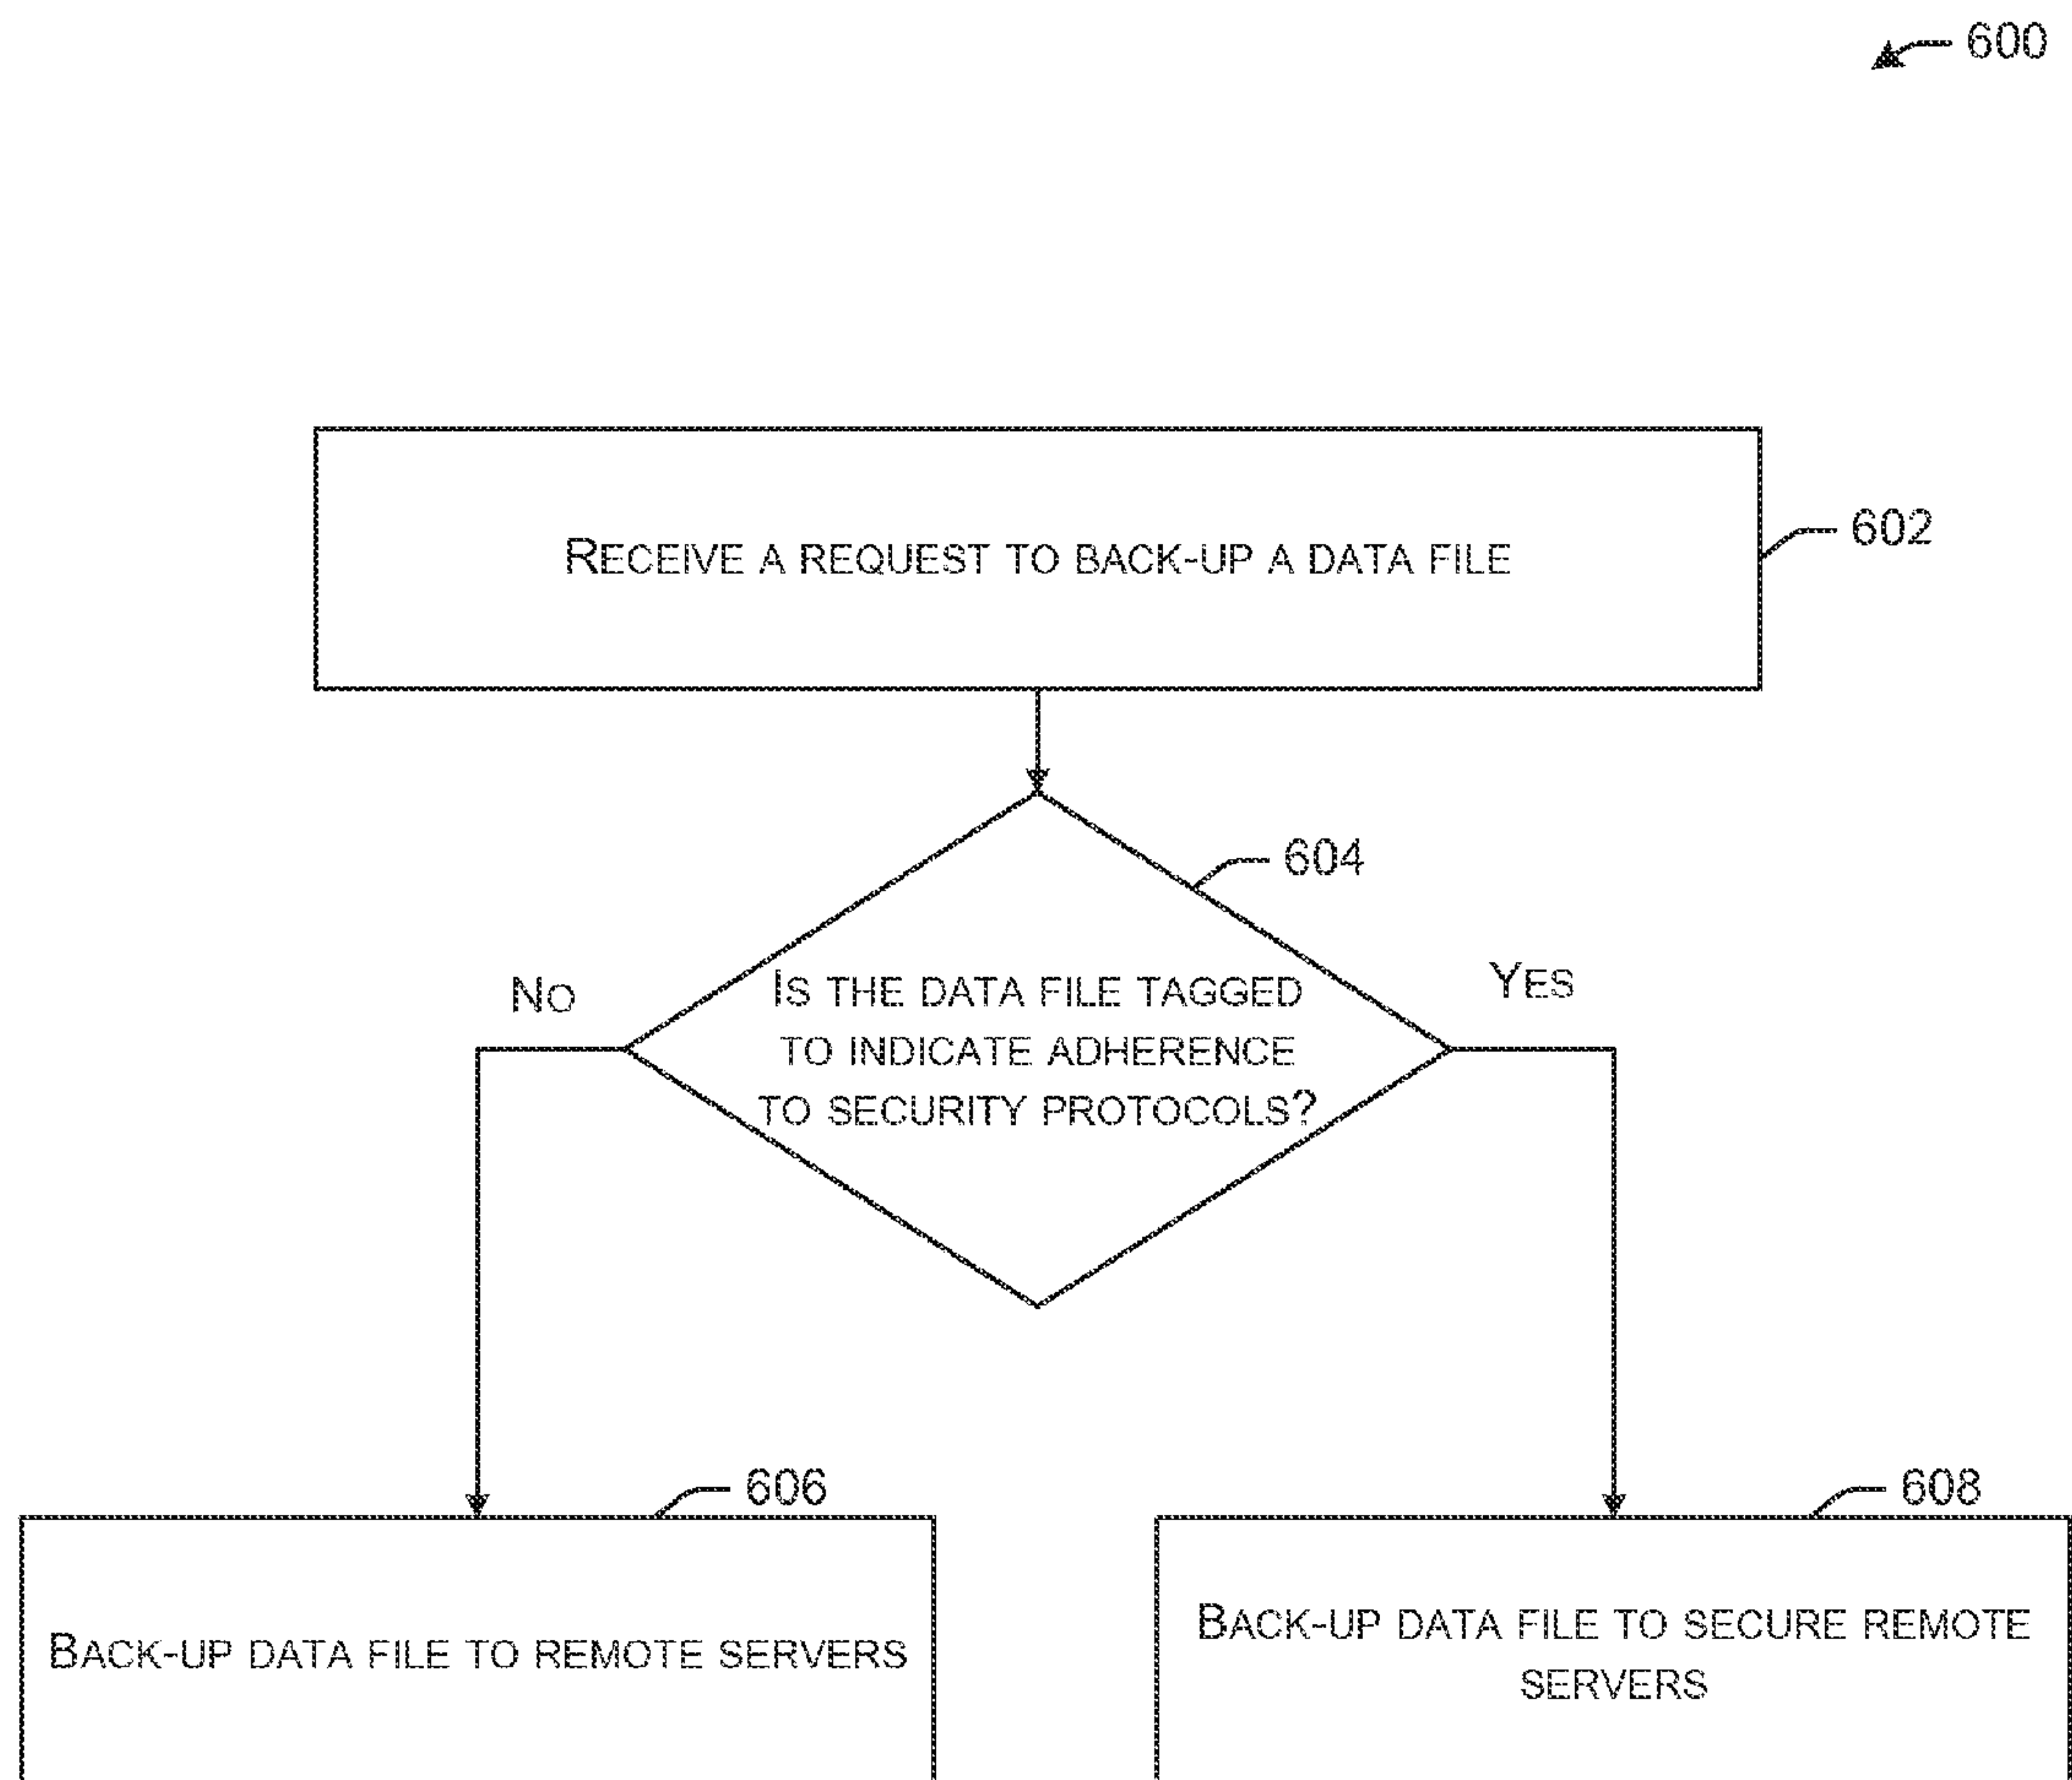 600
RECEIVE A REQUEST TO BACK-UP A DATA FILE
602
604
NO
IS THE DATA FILE TAGGED
TO INDICATE ADHERENCE
TO SECURITY PROTOCOLS?
YES
606
608
BACK-UP DATA FILE TO REMOTE SERVERS
BACK-UP DATA FILE TO SECURE REMOTE
SERVERS